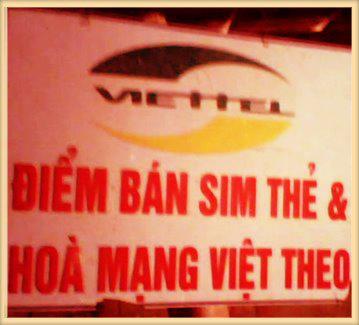 VIETTEL
ĐIỂM BÁN SIM THẺ &
HOÀ MẠNG VIỆT THEO